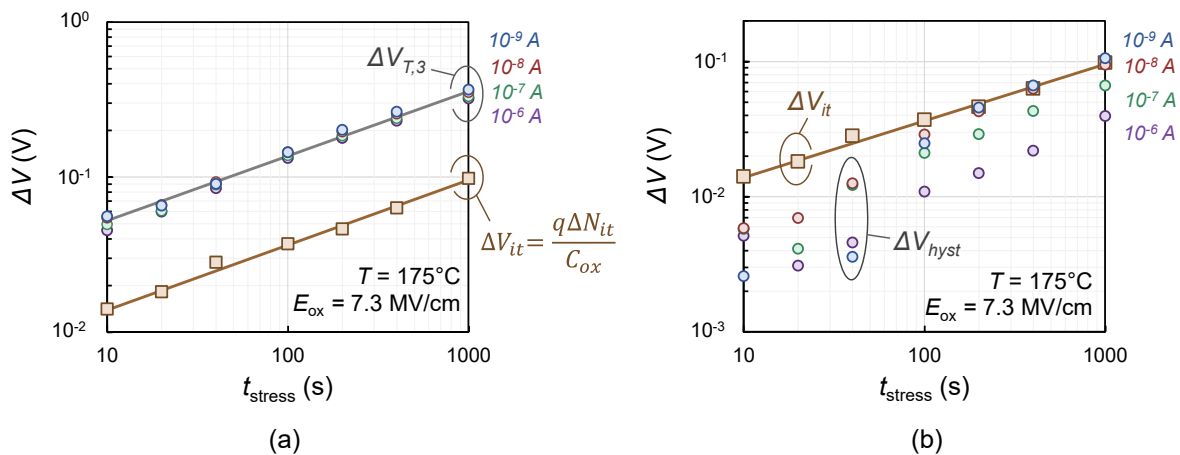 10⁰
10⁻¹
10⁻²
ΔV (V)
10 100 1000
t_stress (s)
ΔV_T,3
10⁻⁹ A
10⁻⁸ A
10⁻⁷ A
10⁻⁶ A
ΔV_it = qΔN_it / C_ox
T = 175°C
E_ox = 7.3 MV/cm
(a)
10⁻¹
10⁻²
10⁻³
ΔV (V)
10 100 1000
t_stress (s)
ΔV_it
ΔV_hyst
10⁻⁹ A
10⁻⁸ A
10⁻⁷ A
10⁻⁶ A
T = 175°C
E_ox = 7.3 MV/cm
(b)